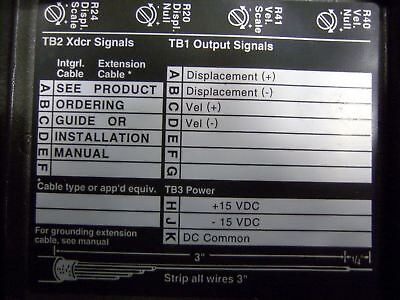 R24 Displ. Scale
R20 Displ. Null
R41 Vel. Scale
R40 Vel. Null
TB2 Xdcr Signals
TB1 Output Signals
Intgrl. Cable
Extension Cable *
A SEE PRODUCT
B ORDERING
C GUIDE OR
D INSTALLATION
E MANUAL
F
A Displacement (+)
B Displacement (-)
C Vel (+)
D Vel (-)
E
F
G
Cable type or app'd equiv.
TB3 Power
H +15 VDC
J - 15 VDC
K DC Common
* For grounding extension
cable, see manual
3"
1/4"
Strip all wires 3"